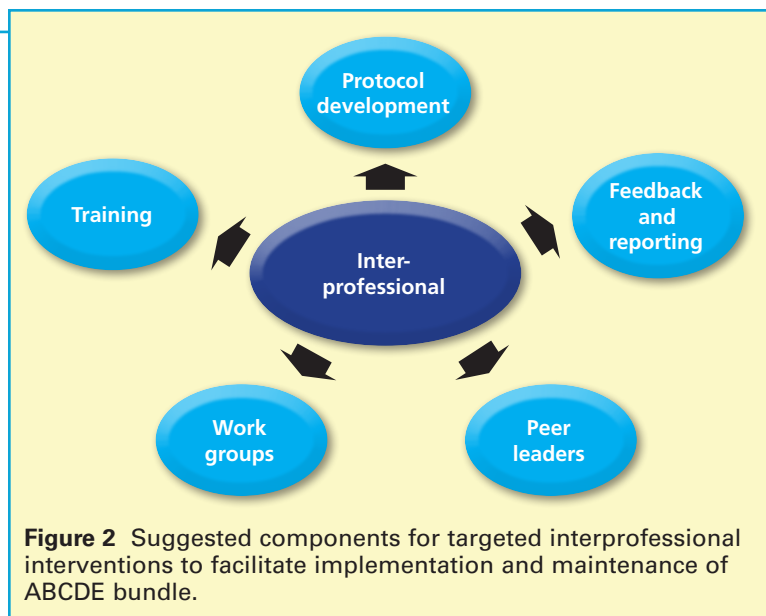 Protocol
development
Training
Feedback
and
reporting
Inter-
professional
Work
groups
Peer
leaders
Figure 2 Suggested components for targeted interprofessional
interventions to facilitate implementation and maintenance of
ABCDE bundle.